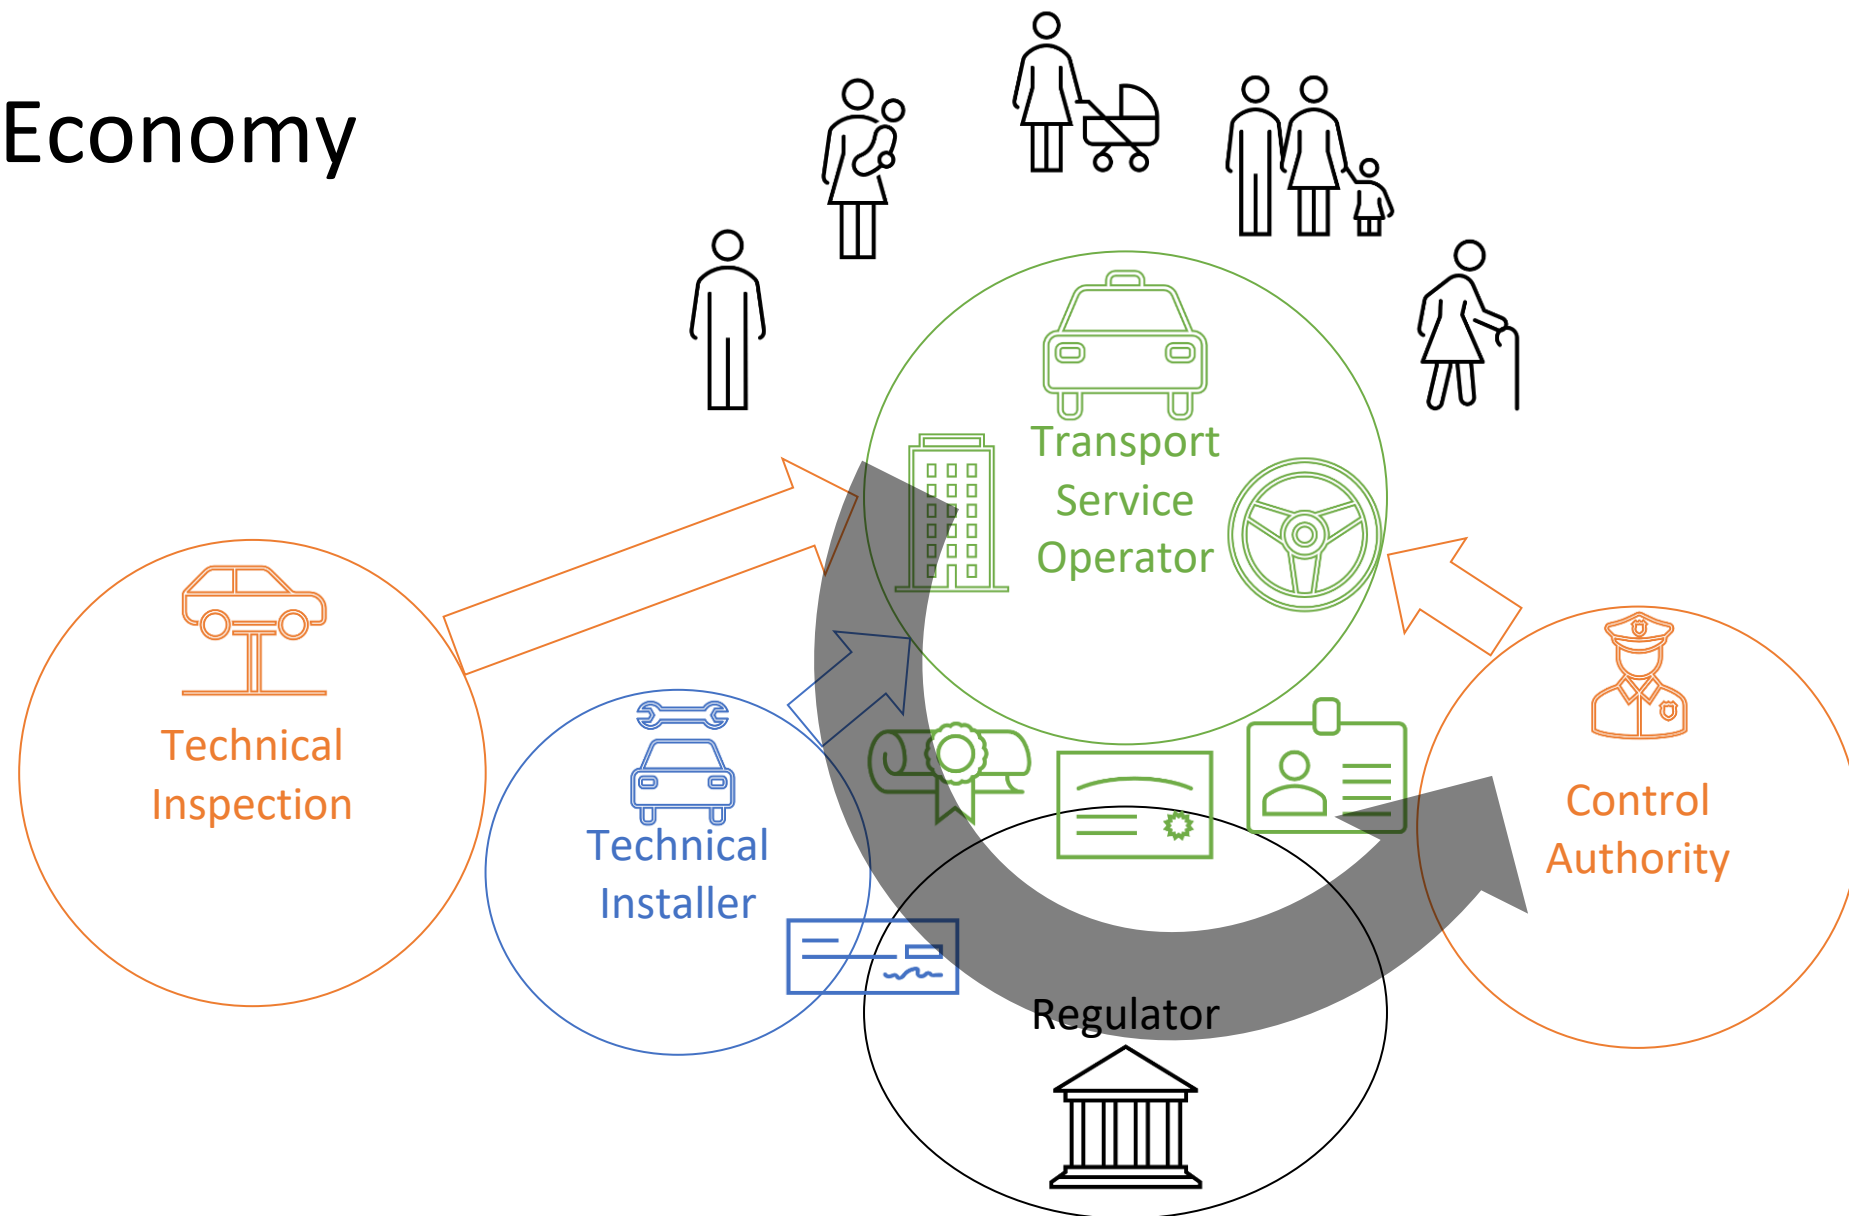 Economy
Transport
Service
Operator
Technical
Inspection
Technical
Installer
Control
Authority
Regulator